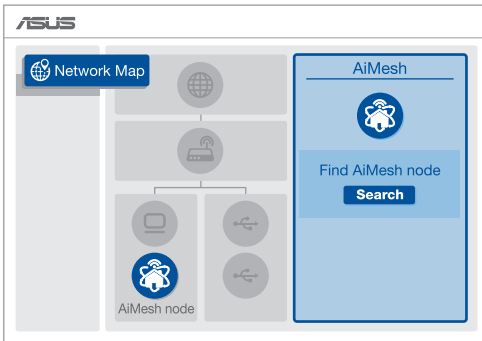 ASUS
Network Map
AiMesh
Find AiMesh node
Search
AiMesh node